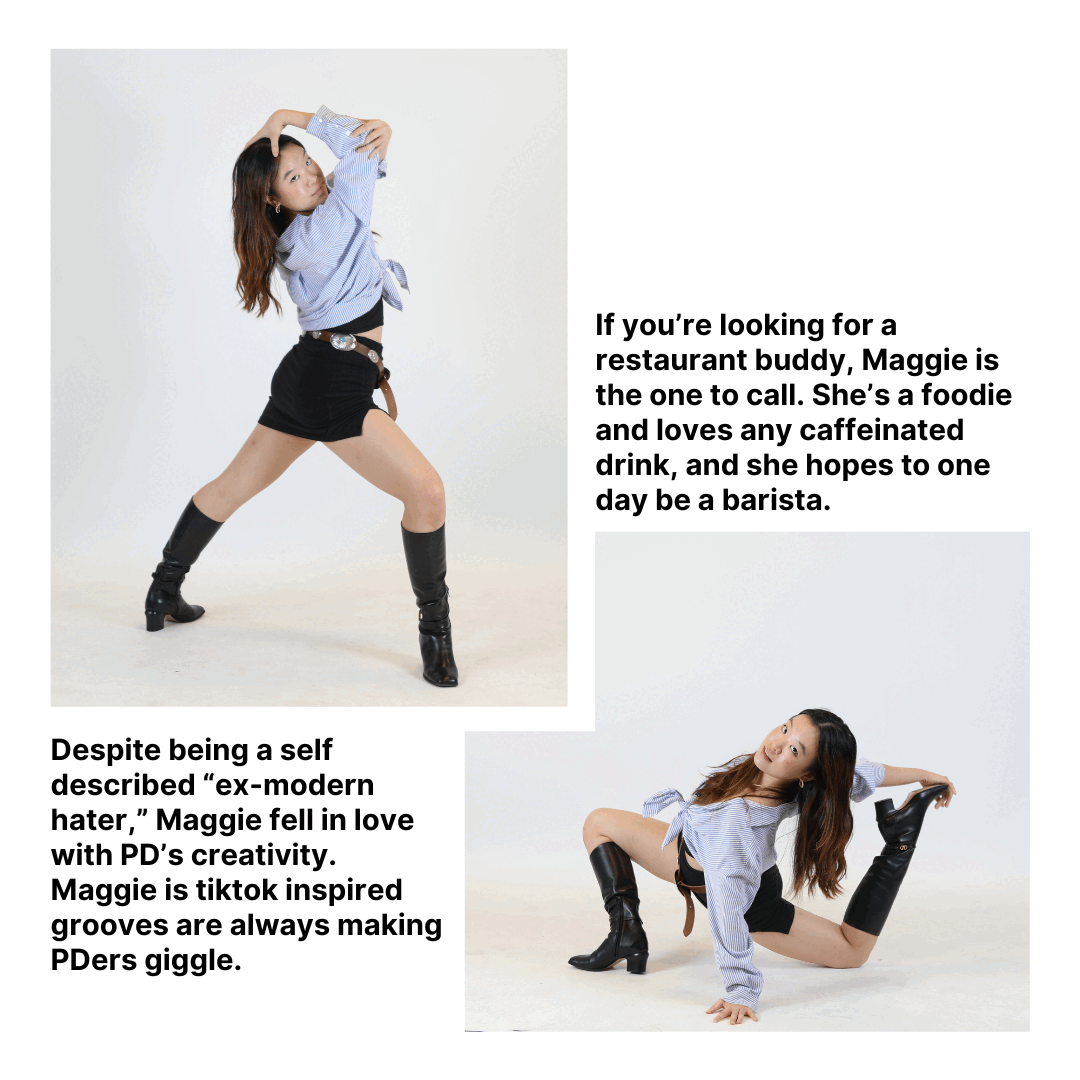 If you’re looking for a
restaurant buddy, Maggie is
the one to call. She’s a foodie
and loves any caffeinated
drink, and she hopes to one
day be a barista.
Despite being a self
described “ex-modern
hater,” Maggie fell in love
with PD’s creativity.
Maggie is tiktok inspired
grooves are always making
PDers giggle.